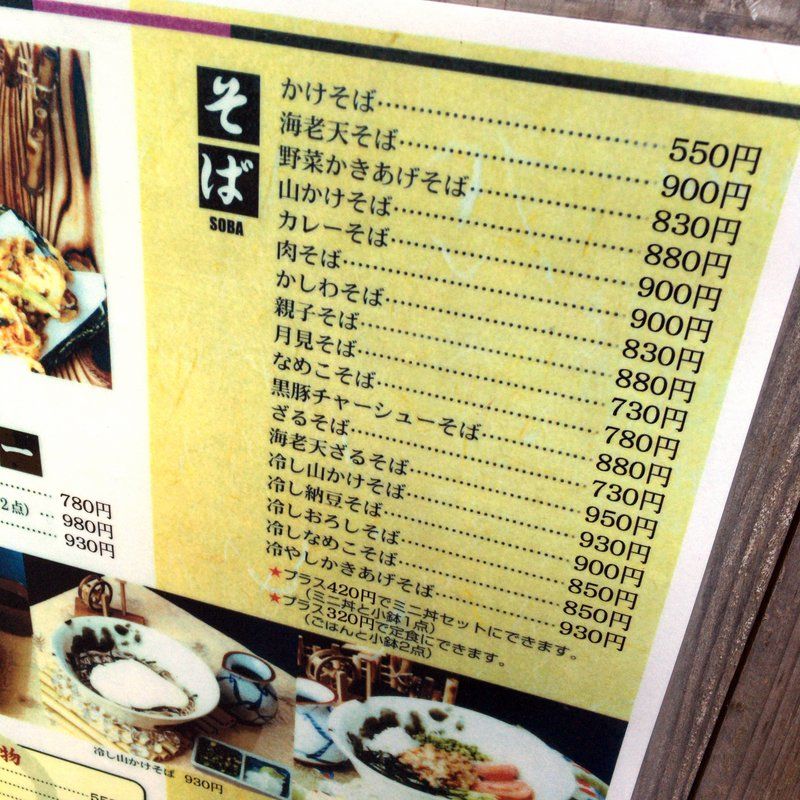 そば
SOBA
かけそば 550円
海老天そば 900円
野菜かきあげそば 830円
山かけそば 880円
カレーそば 900円
肉そば 900円
かしわそば 830円
親子そば 880円
月見そば 730円
なめこそば 780円
黒豚チャーシューそば 880円
ざるそば 730円
海老天ざるそば 950円
冷し山かけそば 930円
冷し納豆そば 900円
冷しおろしそば 850円
冷しなめこそば 850円
冷やしかきあげそば 930円
★プラス420円でミニ丼セットにできます。
(ミニ丼と小鉢1点)
★プラス320円で定食にできます。
(ごはんと小鉢2点)
ー
780円
2点) 980円
930円
冷し山かけそば 930円
物